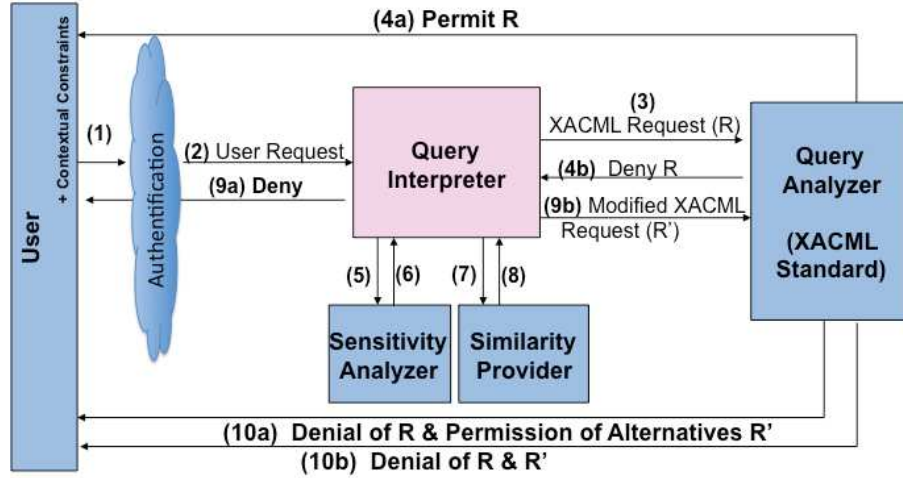 (4a) Permit R
User
+ Contextual Constraints
(1)
Authentification
(2) User Request
(9a) Deny
Query
Interpreter
(3)
XACML Request (R)
(4b) Deny R
(9b) Modified XACML
Request (R')
Query
Analyzer
(XACML
Standard)
(5)
(6)
(7)
(8)
Sensitivity
Analyzer
Similarity
Provider
(10a) Denial of R & Permission of Alternatives R'
(10b) Denial of R & R'